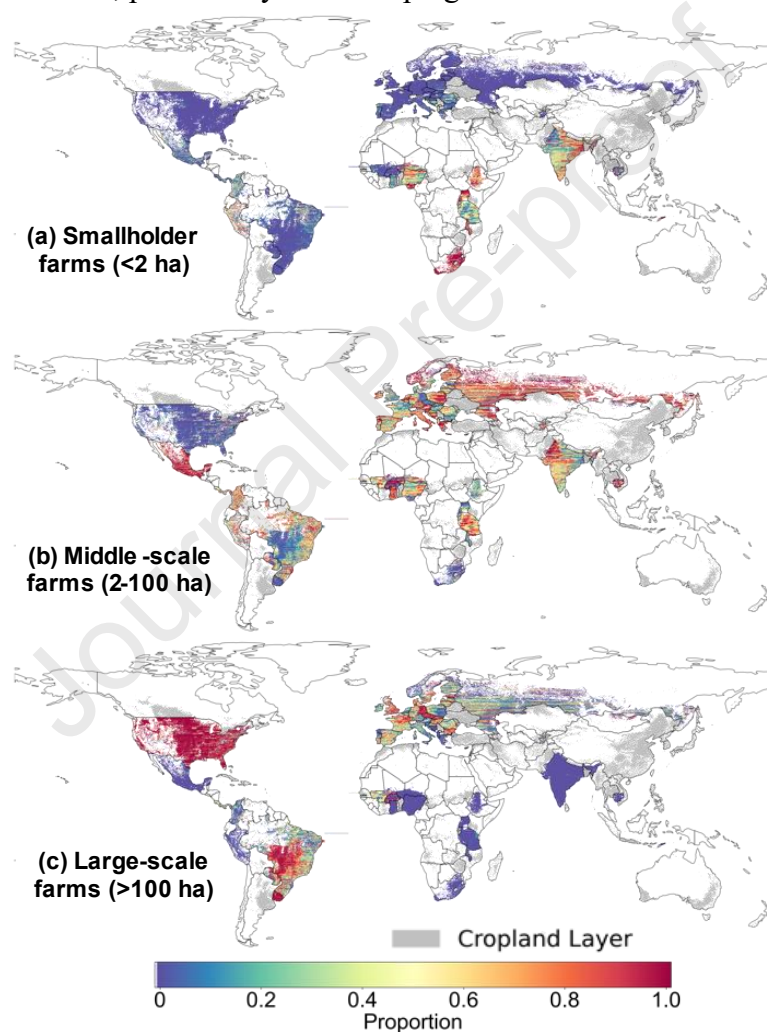 Journal Pre-proof
(a) Smallholder
farms (<2 ha)
(b) Middle -scale
farms (2-100 ha)
(c) Large-scale
farms (>100 ha)
Cropland Layer
0 0.2 0.4 0.6 0.8 1.0
Proportion